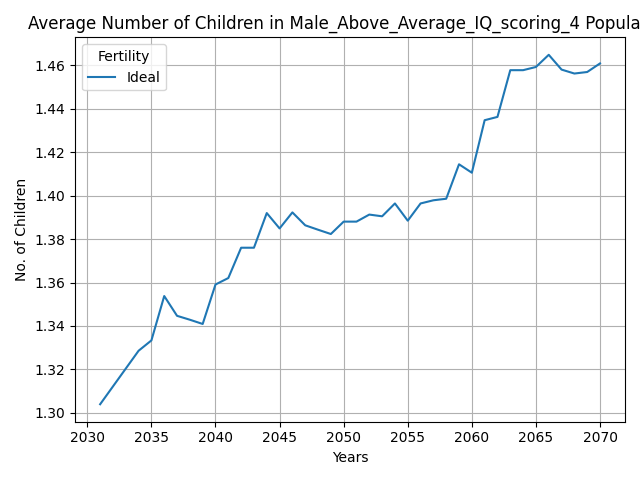 Average Number of Children in Male_Above_Average_IQ_scoring_4 Popula
Fertility
Ideal
1.46
1.44
1.42
1.40
1.38
1.36
1.34
1.32
1.30
No. of Children
2030 2035 2040 2045 2050 2055 2060 2065 2070
Years